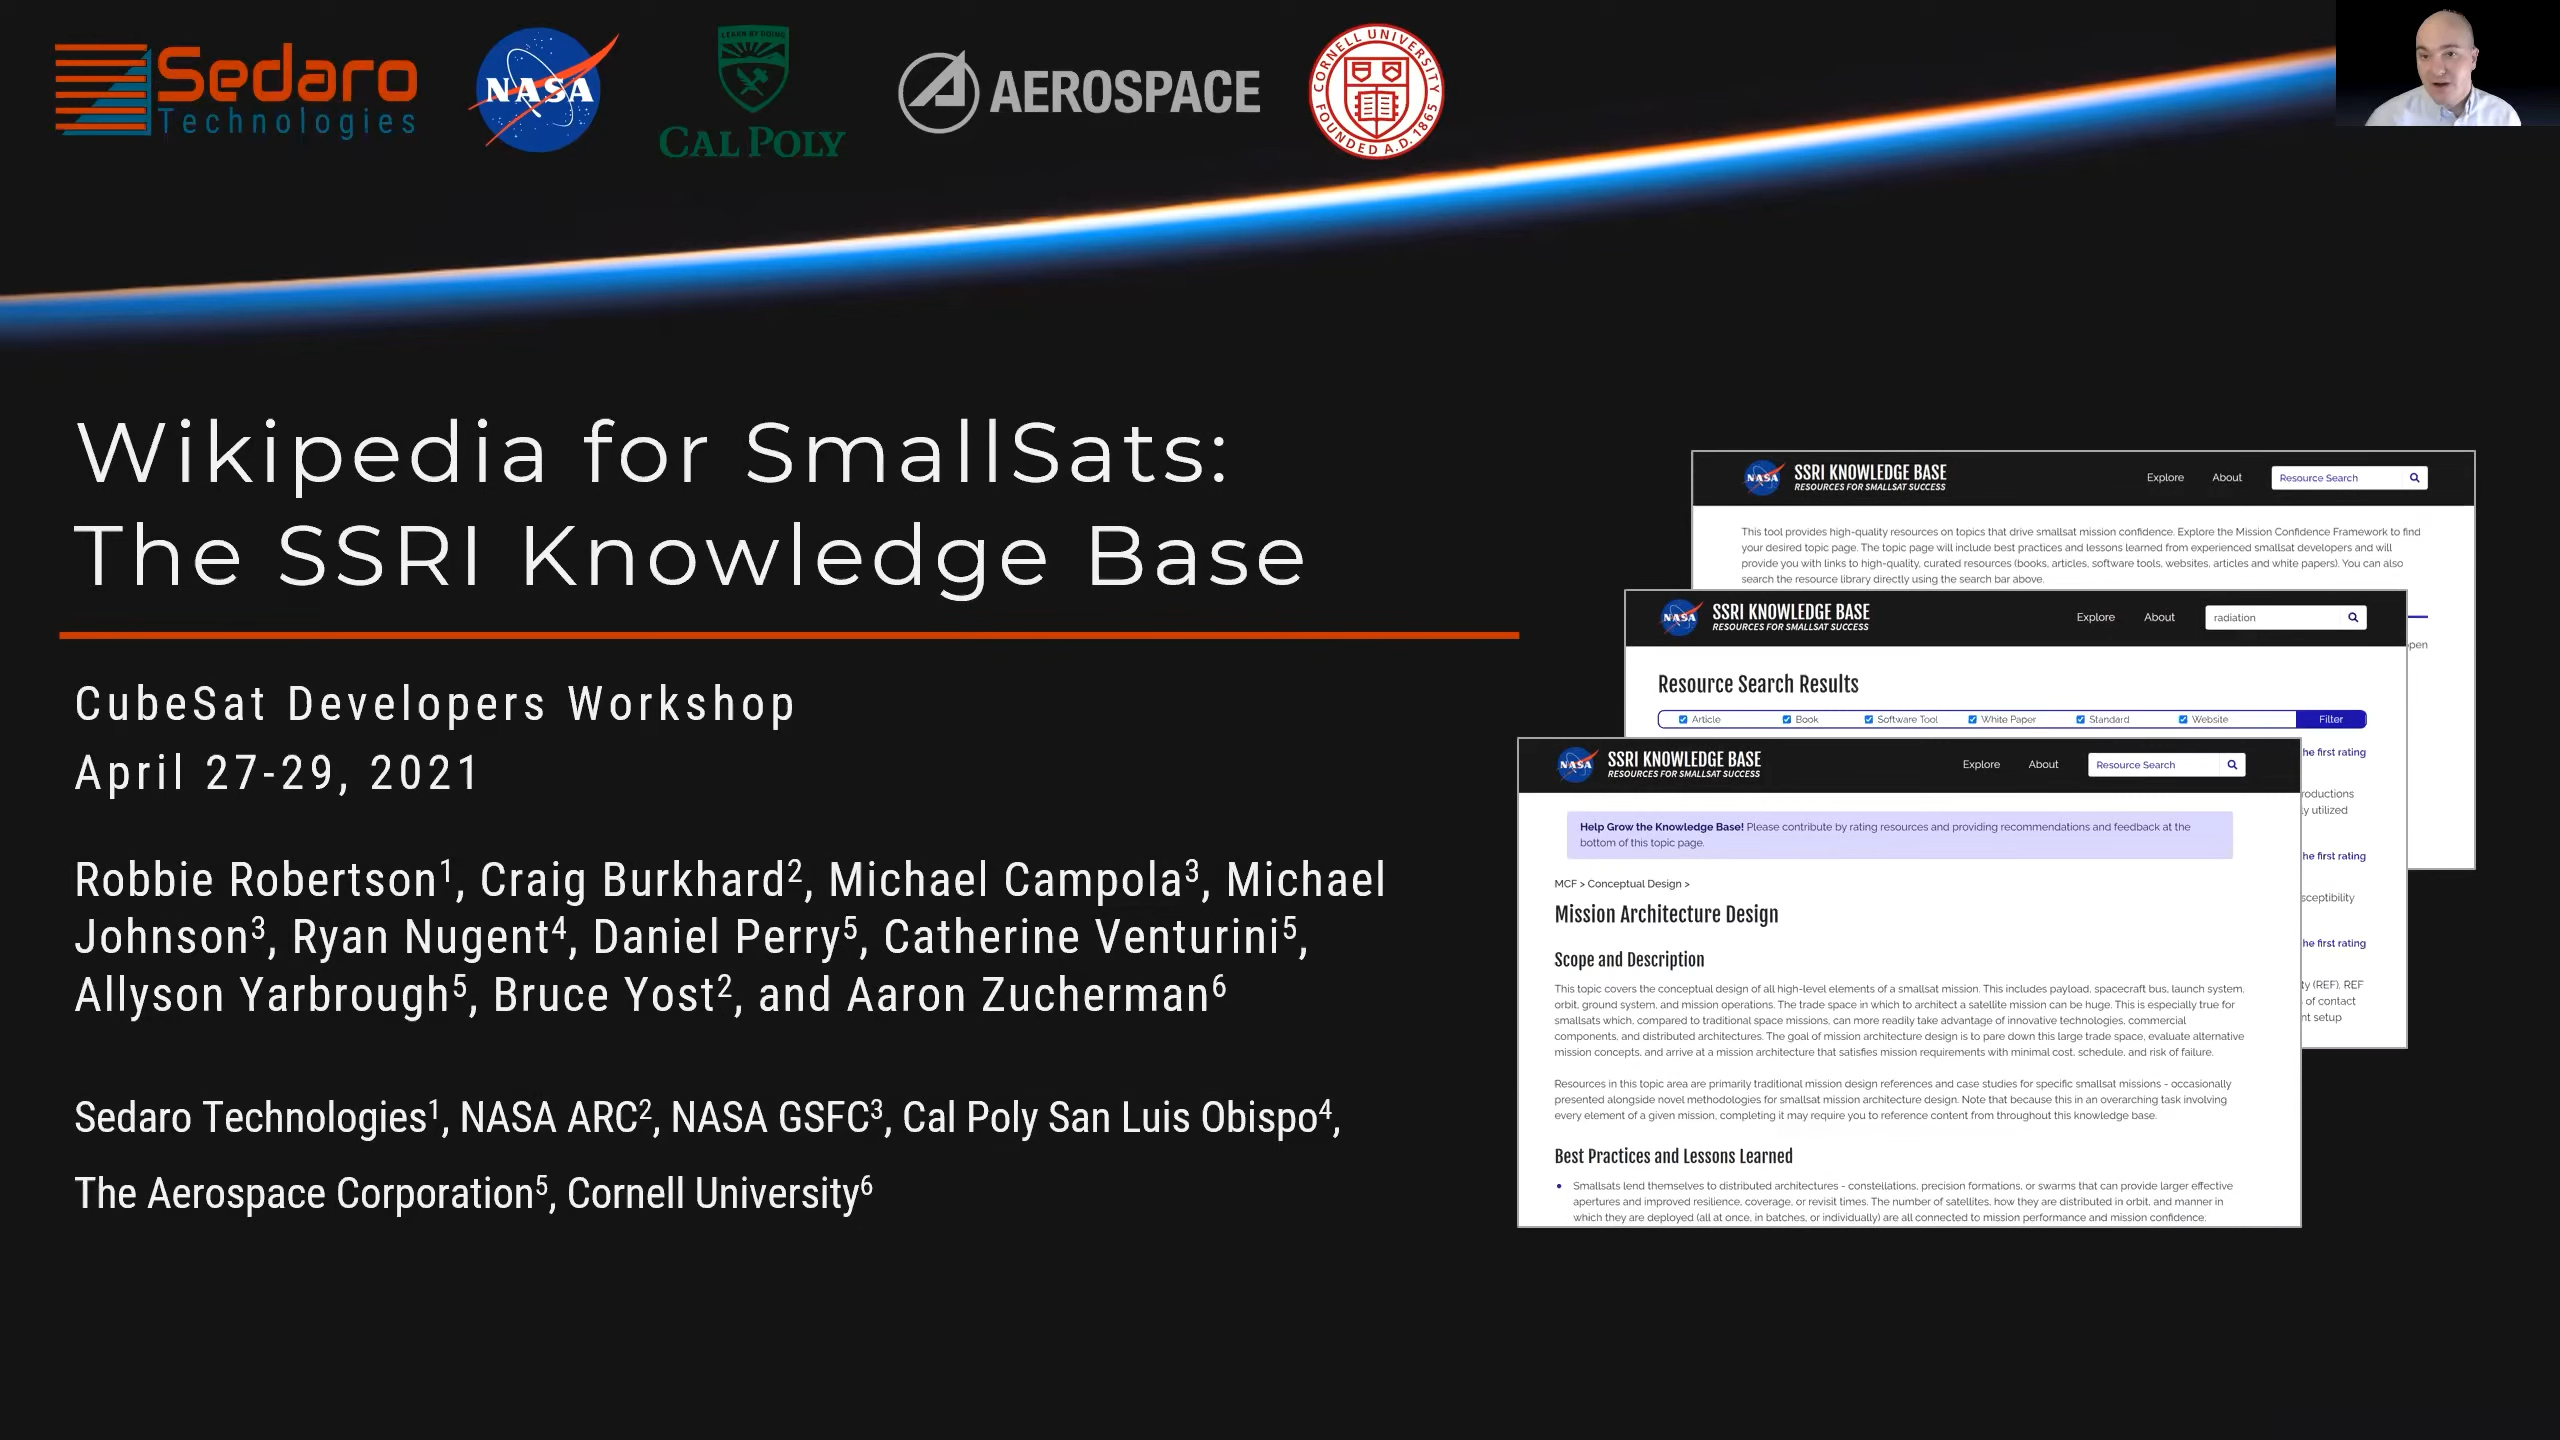 Sedaro
Technologies
NASA
LEARN BY DOING
CAL POLY
AEROSPACE
CORNELL UNIVERSITY
FOUNDED A.D. 1865
Wikipedia for SmallSats:
The SSRI Knowledge Base
CubeSat Developers Workshop
April 27-29, 2021
Robbie Robertson¹, Craig Burkhard², Michael Campola³, Michael
Johnson³, Ryan Nugent⁴, Daniel Perry⁵, Catherine Venturini⁵,
Allyson Yarbrough⁵, Bruce Yost², and Aaron Zucherman⁶
Sedaro Technologies¹, NASA ARC², NASA GSFC³, Cal Poly San Luis Obispo⁴,
The Aerospace Corporation⁵, Cornell University⁶
NASA SSRI KNOWLEDGE BASE Explore About Resource Search
RESOURCES FOR SMALLSAT SUCCESS
This tool provides high-quality resources on topics that drive smallsat mission confidence. Explore the Mission Confidence Framework to find
your desired topic page. The topic page will include best practices and lessons learned from experienced smallsat developers and will
provide you with links to high-quality, curated resources (books, articles, software tools, websites, articles and white papers). You can also
search the resource library directly using the search bar above.
NASA SSRI KNOWLEDGE BASE Explore About radiation
RESOURCES FOR SMALLSAT SUCCESS
Resource Search Results
Article Book Software Tool White Paper Standard Website Filter
he first rating
roductions
y utilized
he first rating
sceptibility
he first rating
ty (REF). REF
of contact
nt setup
NASA SSRI KNOWLEDGE BASE Explore About Resource Search
RESOURCES FOR SMALLSAT SUCCESS
Help Grow the Knowledge Base! Please contribute by rating resources and providing recommendations and feedback at the
bottom of this topic page.
MCF > Conceptual Design >
Mission Architecture Design
Scope and Description
This topic covers the conceptual design of all high-level elements of a smallsat mission. This includes payload, spacecraft bus, launch system,
orbit, ground system, and mission operations. The trade space in which to architect a satellite mission can be huge. This is especially true for
smallsats which, compared to traditional space missions, can more readily take advantage of innovative technologies, commercial
components, and distributed architectures. The goal of mission architecture design is to pare down this large trade space, evaluate alternative
mission concepts, and arrive at a mission architecture that satisfies mission requirements with minimal cost, schedule, and risk of failure.
Resources in this topic area are primarily traditional mission design references and case studies for specific smallsat missions - occasionally
presented alongside novel methodologies for smallsat mission architecture design. Note that because this in an overarching task involving
every element of a given mission, completing it may require you to reference content from throughout this knowledge base.
Best Practices and Lessons Learned
• Smallsats lend themselves to distributed architectures - constellations, precision formations, or swarms that can provide larger effective
apertures and improved resilience, coverage, or revisit times. The number of satellites, how they are distributed in orbit, and manner in
which they are deployed (all at once, in batches, or individually) are all connected to mission performance and mission confidence;